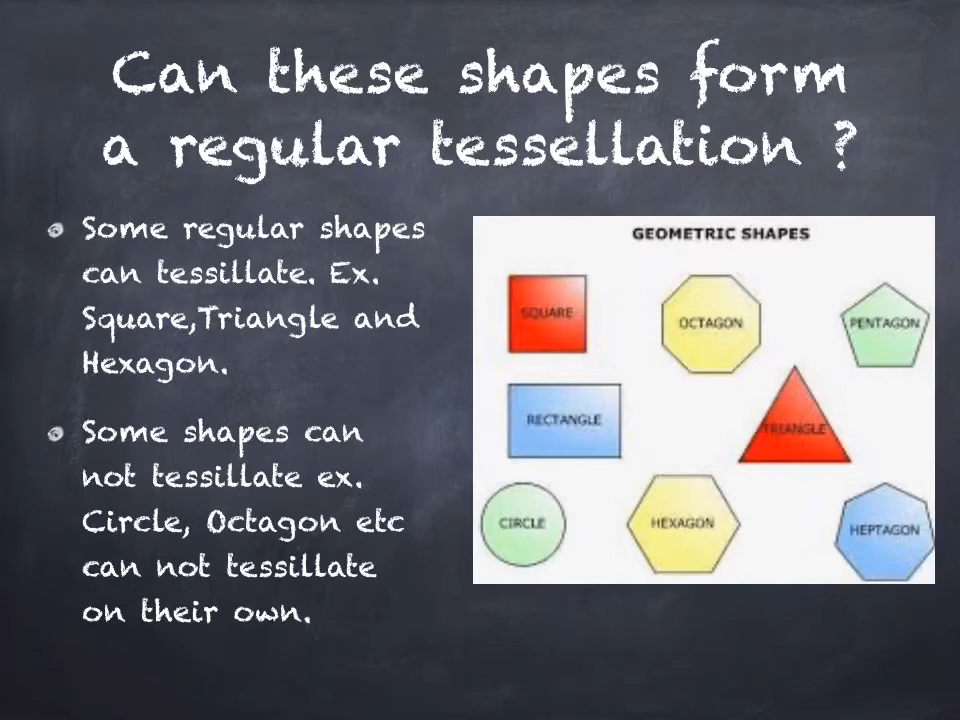 Can these shapes form
a regular tessellation ?
Some regular shapes
can tessillate. Ex.
Square,Triangle and
Hexagon.
Some shapes can
not tessillate ex.
Circle, Octagon etc
can not tessillate
on their own.
GEOMETRIC SHAPES
SQUARE
OCTAGON
PENTAGON
RECTANGLE
TRIANGLE
CIRCLE
HEXAGON
HEPTAGON